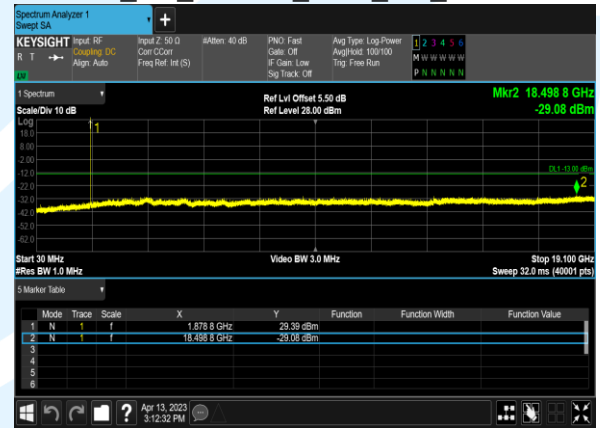 Spectrum Analyzer 1
Swept SA
KEYSIGHT Input: RF Input Z: 50 Ω #Atten: 40 dB PNO: Fast Avg Type: Log-Power 1 2 3 4 5 6
R T Coupling: DC Corr CCorr Gate: Off Avg|Hold: 100/100 M W W W W W
Align: Auto Freq Ref: Int (S) IF Gain: Low Trig: Free Run
LV Sig Track: Off P N N N N N
1 Spectrum Ref Lvl Offset 5.50 dB Mkr2 18.498 8 GHz
Scale/Div 10 dB Ref Level 28.00 dBm -29.08 dBm
Log
18.0
8.00
-2.00
-12.0
-22.0
-32.0
-42.0
-52.0
-62.0
1
DL1 -13.00 dBm
2
Start 30 MHz Video BW 3.0 MHz Stop 19.100 GHz
#Res BW 1.0 MHz Sweep 32.0 ms (40001 pts)
5 Marker Table
Mode Trace Scale X Y Function Function Width Function Value
1 N 1 f 1.878 8 GHz 29.39 dBm
2 N 1 f 18.498 8 GHz -29.08 dBm
3
4
5
6
? Apr 13, 2023
3:12:32 PM